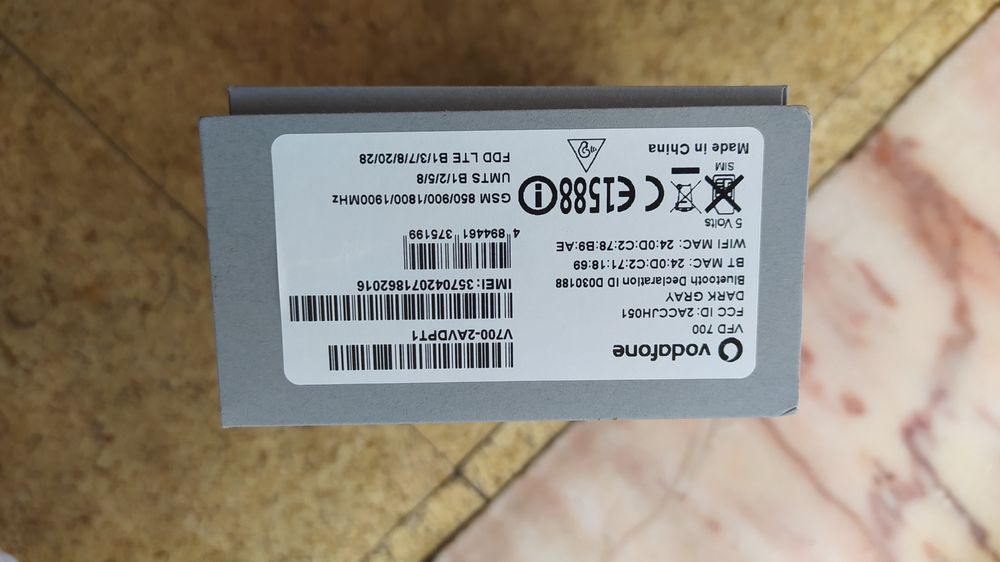 vodafone
VFD 700
FCC ID: 2ACCJH051
DARK GRAY
Bluetooth Declaration ID D030188
BT MAC: 24:0D:C2:71:18:69
WIFI MAC: 24:0D:C2:78:B9:AE
5 Volts
SIM
CE1588
Made in China
V700-2AVDPT1
IMEI: 357042071862016
4 894461 375199
GSM 850/900/1800/1900MHz
UMTS B1/2/5/8
FDD LTE B1/3/7/8/20/28